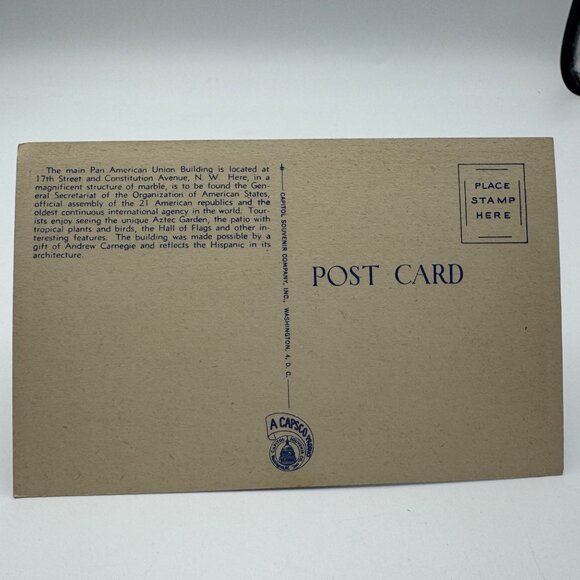 The main Pan American Union Building is located at
17th Street and Constitution Avenue, N. W. Here, in a
magnificent structure of marble, is to be found the Gen-
eral Secretariat of the Organization of American States,
official assembly of the 21 American republics and the
oldest continuous international agency in the world. Tour-
ists enjoy seeing the unique Aztec Garden, the patio with
tropical plants and birds, the Hall of Flags and other in-
teresting features. The building was made possible by a
gift of Andrew Carnegie and reflects the Hispanic in its
architecture.
CAPITOL SOUVENIR COMPANY, INC., WASHINGTON, 4, D. C.
PLACE
STAMP
HERE
POST CARD
A CAPSCO
CAPITOL SOUVENIR CO.